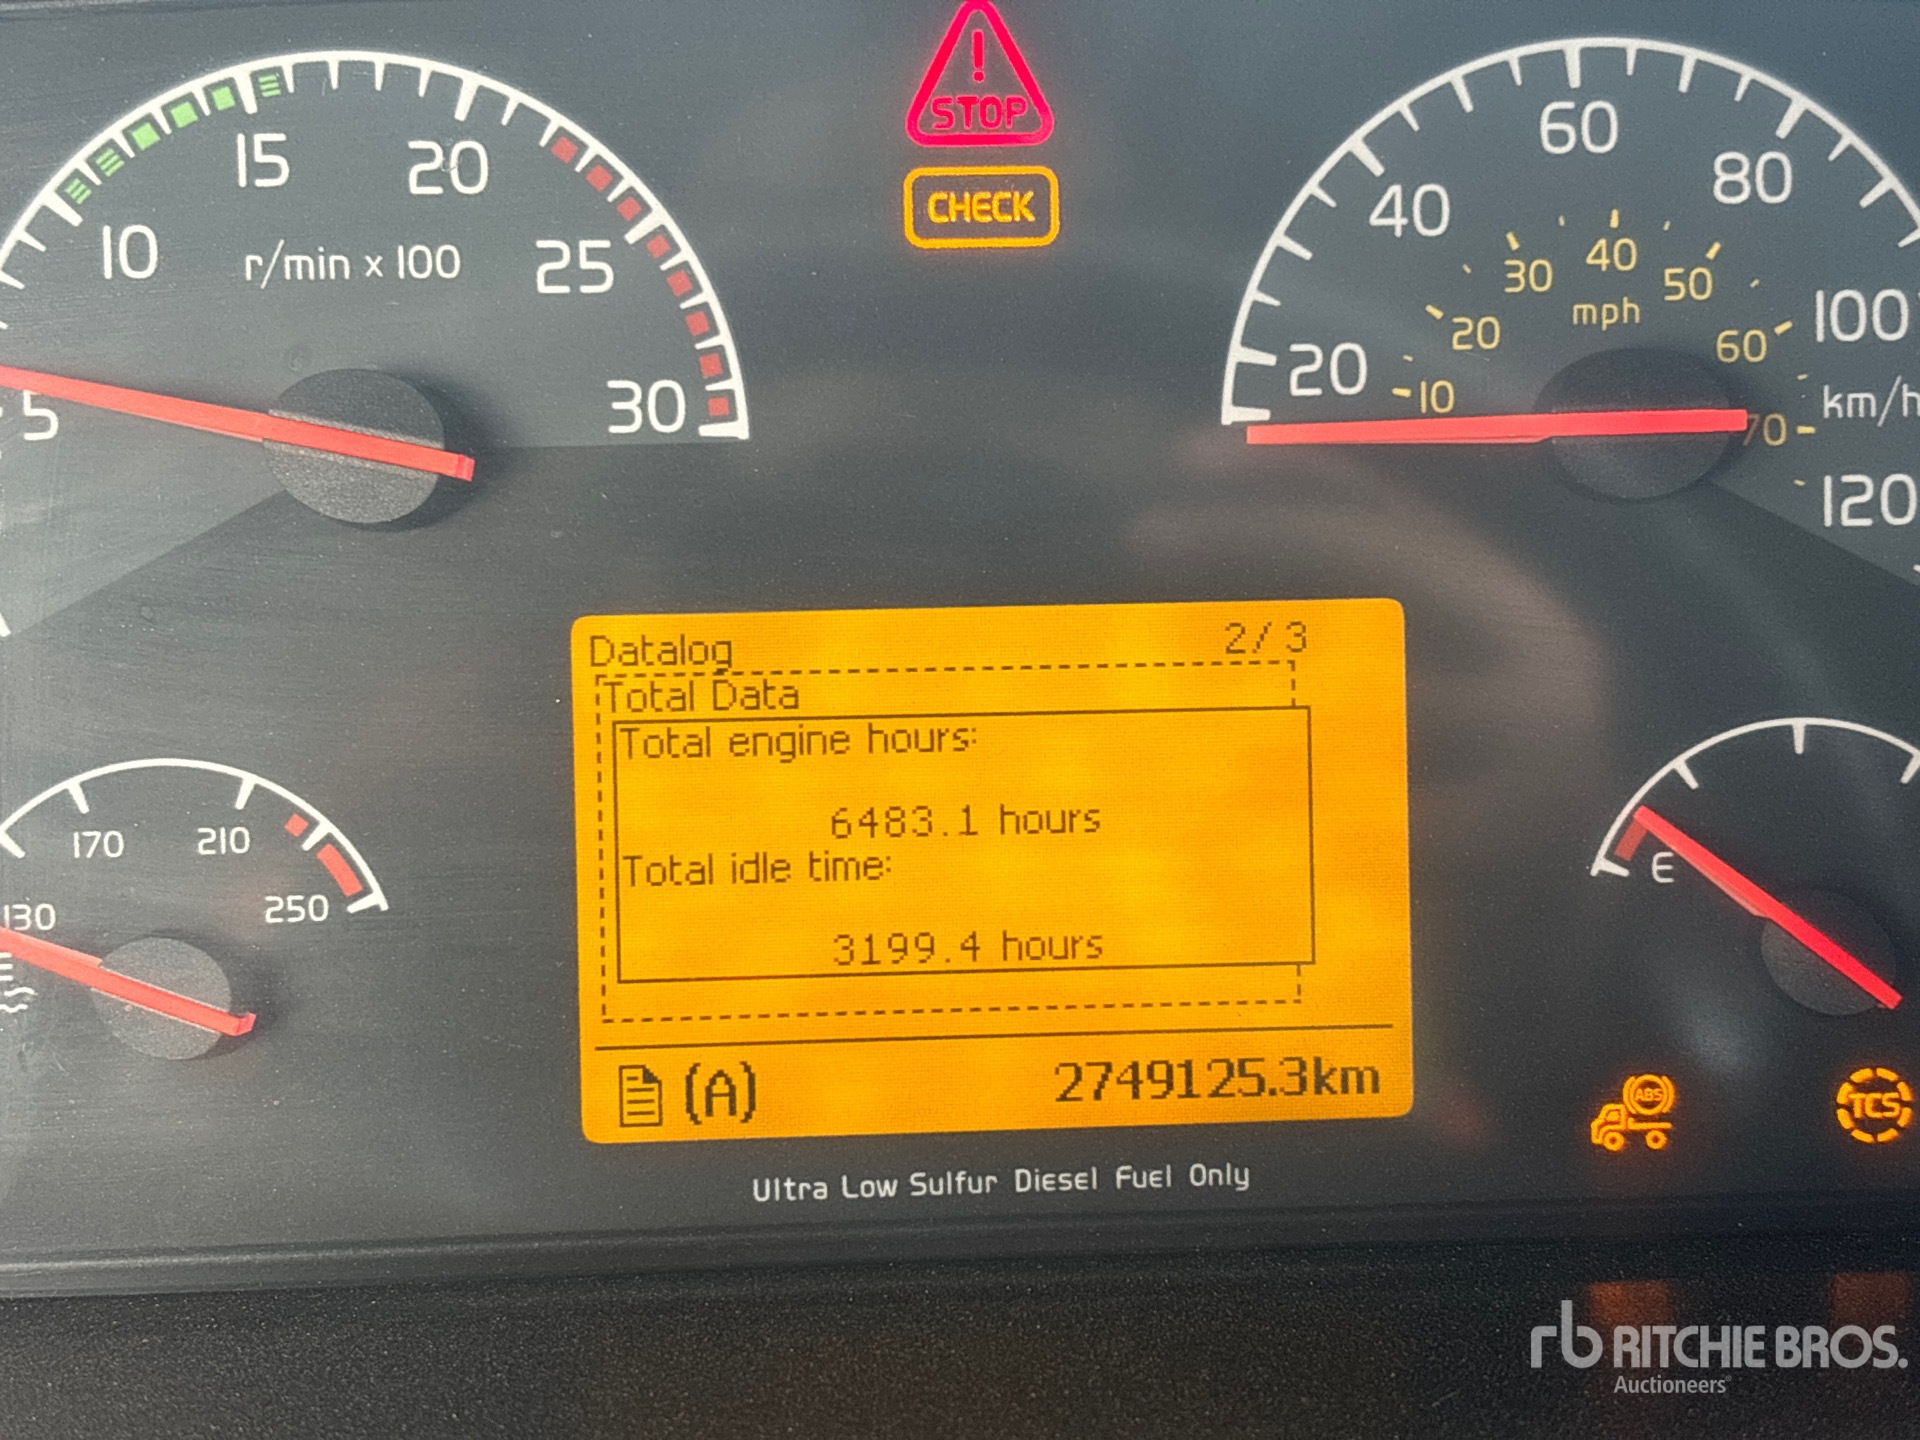 STOP
CHECK
5
10
15
20
25
30
r/min x 100
20
40
60
80
100
120
km/h
10
20
30
40
50
60
70
mph
Datalog 2/3
Total Data
Total engine hours:
6483.1 hours
Total idle time:
3199.4 hours
(A) 2749125.3km
130
170
210
250
E
ABS
TCS
Ultra Low Sulfur Diesel Fuel Only
rb RITCHIE BROS.
Auctioneers